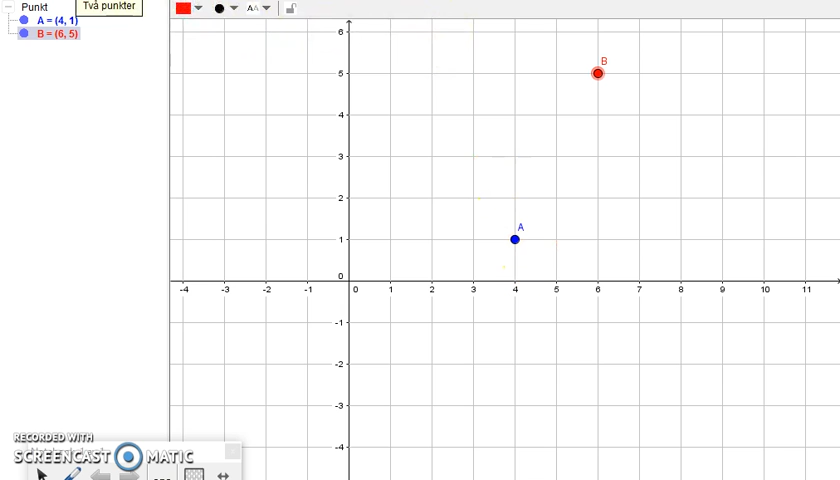 Punkt
Två punkter
A = (4, 1)
B = (6, 5)
AA
6
5
4
3
2
1
0
-1
-2
-3
-4
-4 -3 -2 -1 0 1 2 3 4 5 6 7 8 9 10 11
B
A
RECORDED WITH
SCREENCAST MATIC